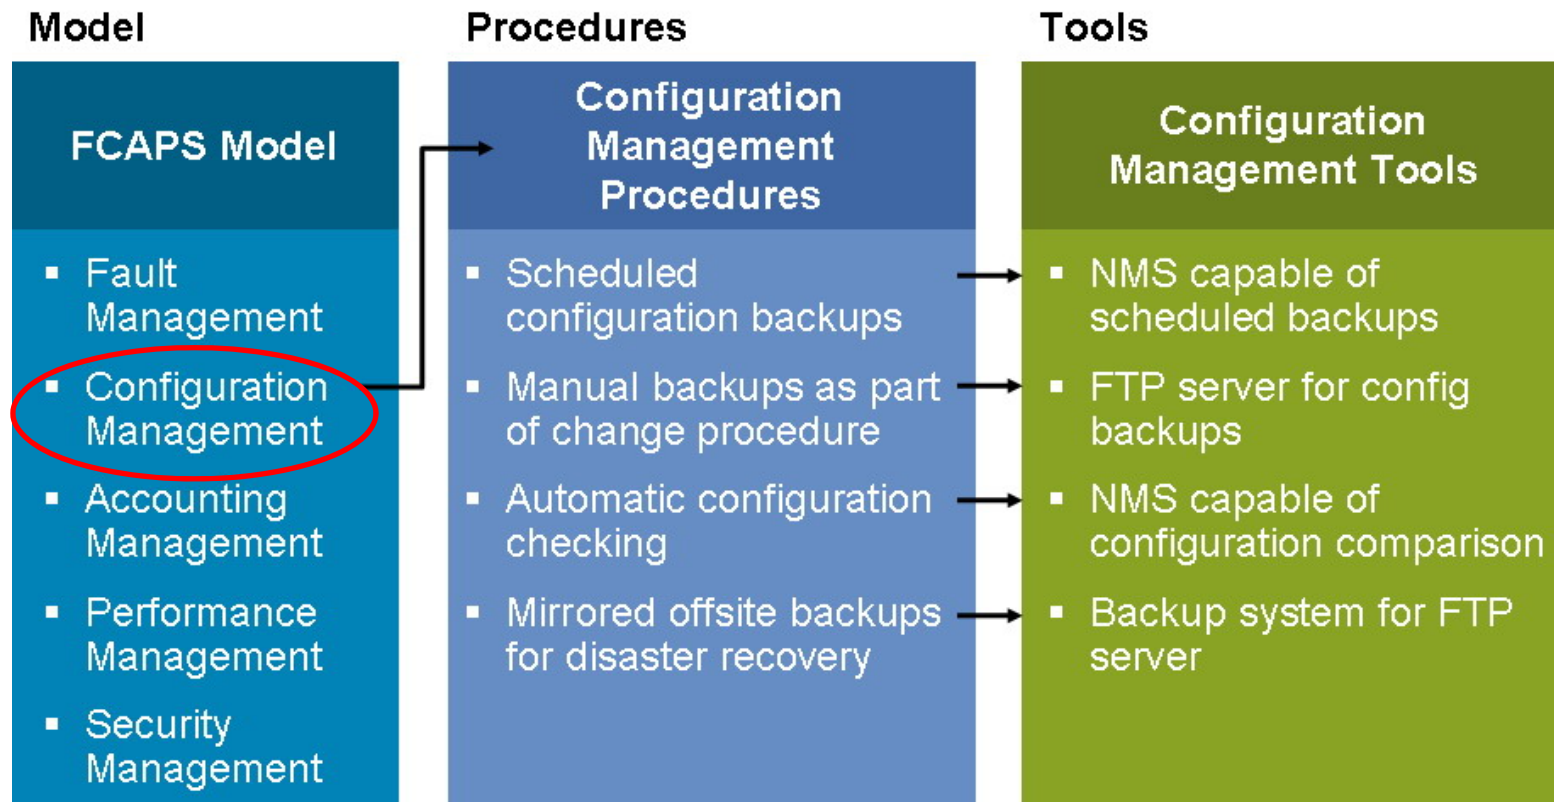 Model
FCAPS Model
▪ Fault
Management
▪ Configuration
Management
▪ Accounting
Management
▪ Performance
Management
▪ Security
Management
Procedures
Configuration
Management
Procedures
▪ Scheduled
configuration backups
▪ Manual backups as part
of change procedure
▪ Automatic configuration
checking
▪ Mirrored offsite backups
for disaster recovery
Tools
Configuration
Management Tools
▪ NMS capable of
scheduled backups
▪ FTP server for config
backups
▪ NMS capable of
configuration comparison
▪ Backup system for FTP
server